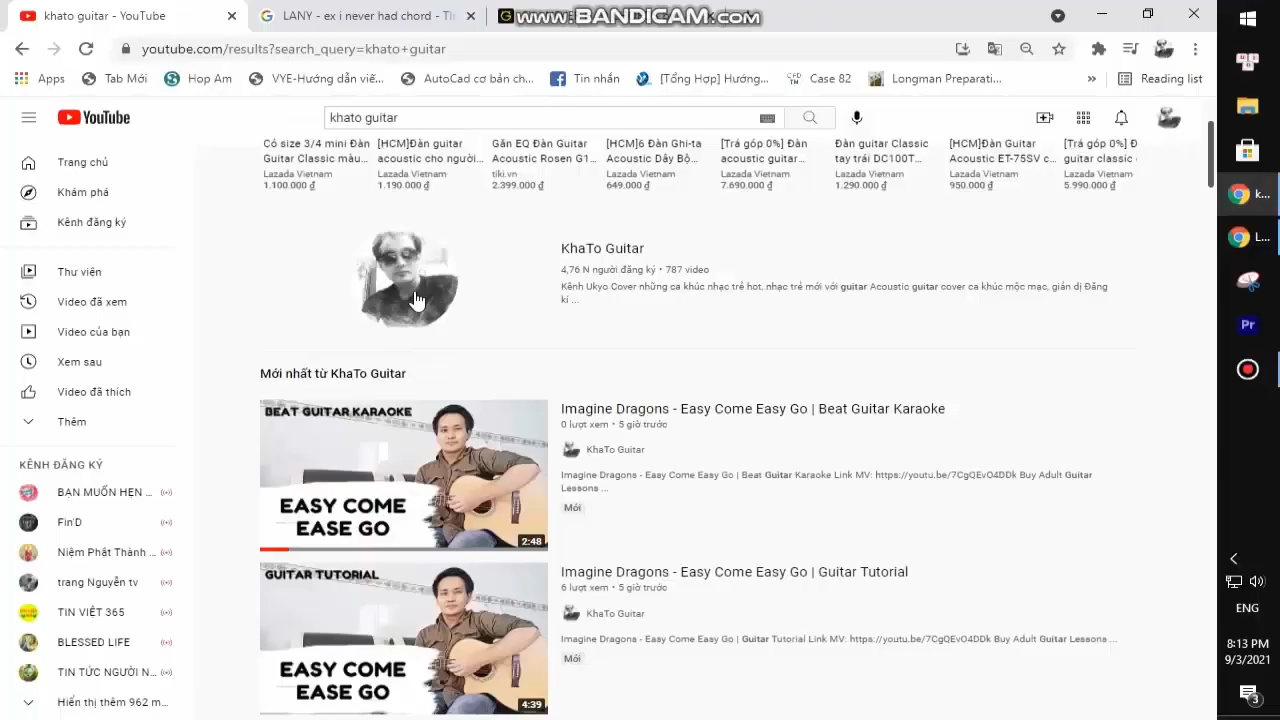 khato guitar - YouTube
LANY - ex i never had chord - Tì
www.BANDICAM.com
youtube.com/results?search_query=khato+guitar
Apps
Tab Mới
Hop Am
VYE-Hướng dẫn viê...
AutoCad cơ bản ch...
Tin nhắn
[Tổng Hợp] Hướng...
Case 82
Longman Preparati...
»
Reading list
YouTube
khato guitar
Có size 3/4 mini Đàn
Guitar Classic màu...
Lazada Vietnam
1.100.000 ₫
[HCM]Đàn guitar
acoustic cho người...
Lazada Vietnam
1.190.000 ₫
Gắn EQ Đàn Guitar
Acoustic Rosen G1...
tiki.vn
2.399.000 ₫
[HCM]6 Đàn Ghi-ta
Acoustic Dây Bộ...
Lazada Vietnam
649.000 ₫
[Trả góp 0%] Đàn
acoustic guitar...
Lazada Vietnam
7.690.000 ₫
Đàn guitar Classic
tay trái DC100T...
Lazada Vietnam
1.290.000 ₫
[HCM]Đàn Guitar
Acoustic ET-75SV c...
Lazada Vietnam
950.000 ₫
[Trả góp 0%] Đ
guitar classic
Lazada Vietnam
5.990.000 ₫
Trang chủ
Khám phá
Kênh đăng ký
Thư viện
Video đã xem
Video của bạn
Xem sau
Video đã thích
Thêm
KÊNH ĐĂNG KÝ
BẠN MUỐN HẸN ...
Fin'D
Niệm Phật Thành ...
trang Nguyễn tv
TIN VIỆT 365
BLESSED LIFE
TIN TỨC NGƯỜI N...
Hiển thị thêm 962 m...
KhaTo Guitar
4,76 N người đăng ký • 787 video
Kênh Ukyo Cover những ca khúc nhạc trẻ hot, nhạc trẻ mới với guitar Acoustic guitar cover ca khúc mộc mạc, giản dị Đăng
kí ...
Mới nhất từ KhaTo Guitar
BEAT GUITAR KARAOKE
EASY COME
EASE GO
2:48
Imagine Dragons - Easy Come Easy Go | Beat Guitar Karaoke
0 lượt xem • 5 giờ trước
KhaTo Guitar
Imagine Dragons - Easy Come Easy Go | Beat Guitar Karaoke Link MV: https://youtu.be/7CgQEvO4DDk Buy Adult Guitar
Lessons ...
Mới
GUITAR TUTORIAL
EASY COME
EASE GO
4:39
Imagine Dragons - Easy Come Easy Go | Guitar Tutorial
6 lượt xem • 5 giờ trước
KhaTo Guitar
Imagine Dragons - Easy Come Easy Go | Guitar Tutorial Link MV: https://youtu.be/7CgQEvO4DDk Buy Adult Guitar Lessons ...
Mới
k...
L...
Pr
ENG
8:13 PM
9/3/2021
3